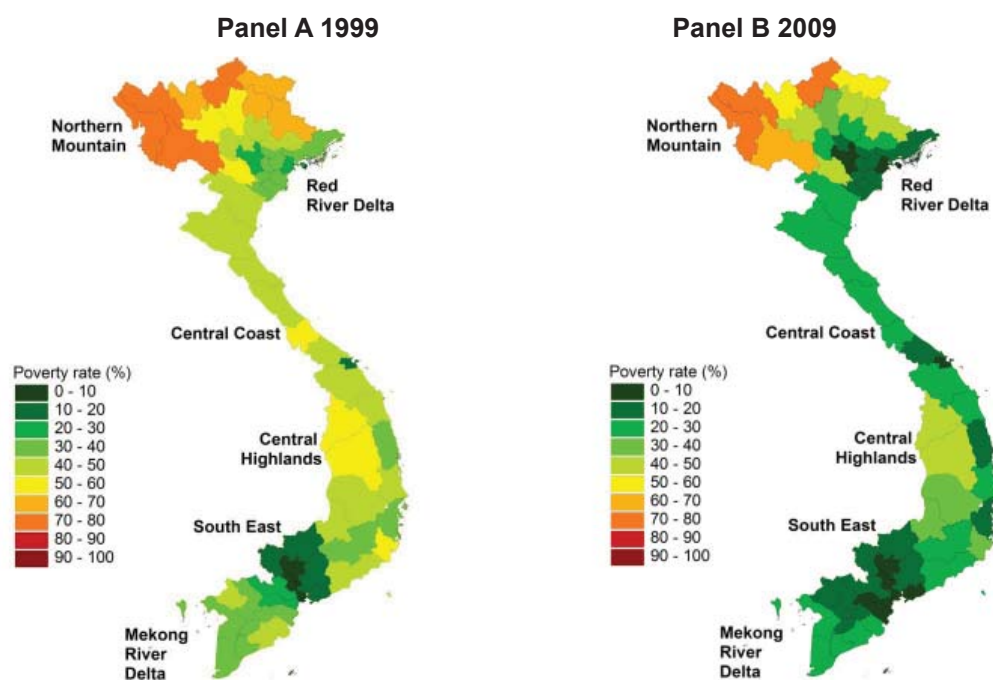 Panel A 1999
Northern
Mountain
Red
River Delta
Central Coast
Poverty rate (%)
0 - 10
10 - 20
20 - 30
30 - 40
40 - 50
50 - 60
60 - 70
70 - 80
80 - 90
90 - 100
Central
Highlands
South East
Mekong
River
Delta
Panel B 2009
Northern
Mountain
Red
River Delta
Central Coast
Poverty rate (%)
0 - 10
10 - 20
20 - 30
30 - 40
40 - 50
50 - 60
60 - 70
70 - 80
80 - 90
90 - 100
Central
Highlands
South East
Mekong
River
Delta